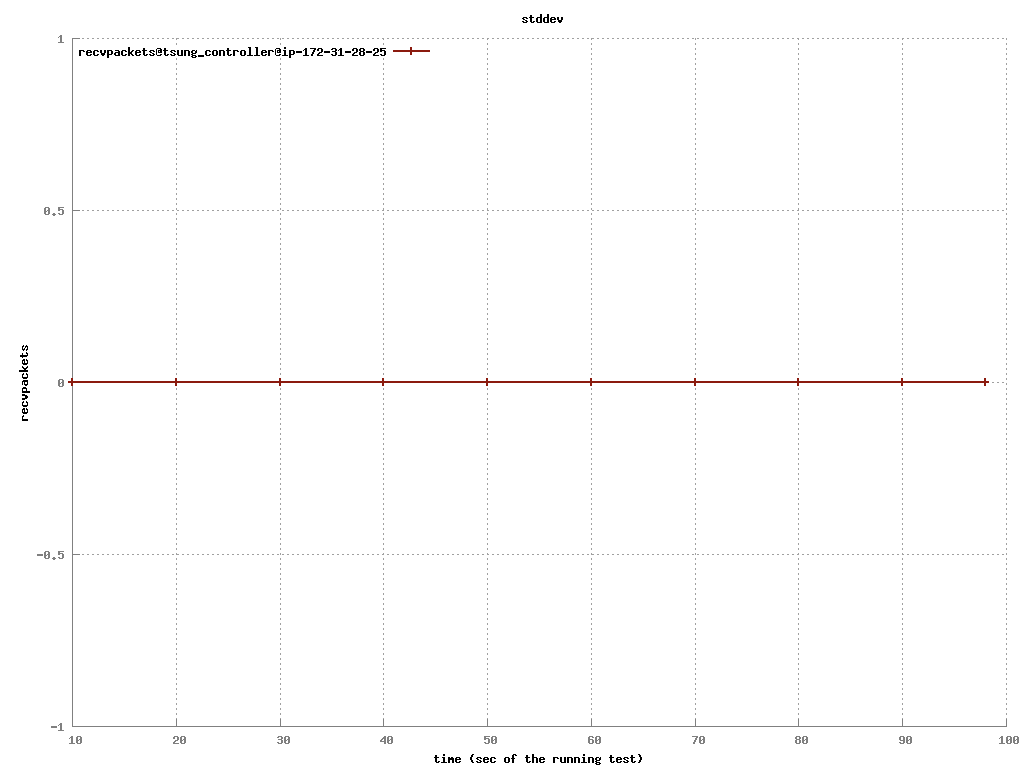 stddev
1
recvpackets@tsung_controller@ip-172-31-28-25
0.5
recvpackets
0
-0.5
-1
10 20 30 40 50 60 70 80 90 100
time (sec of the running test)